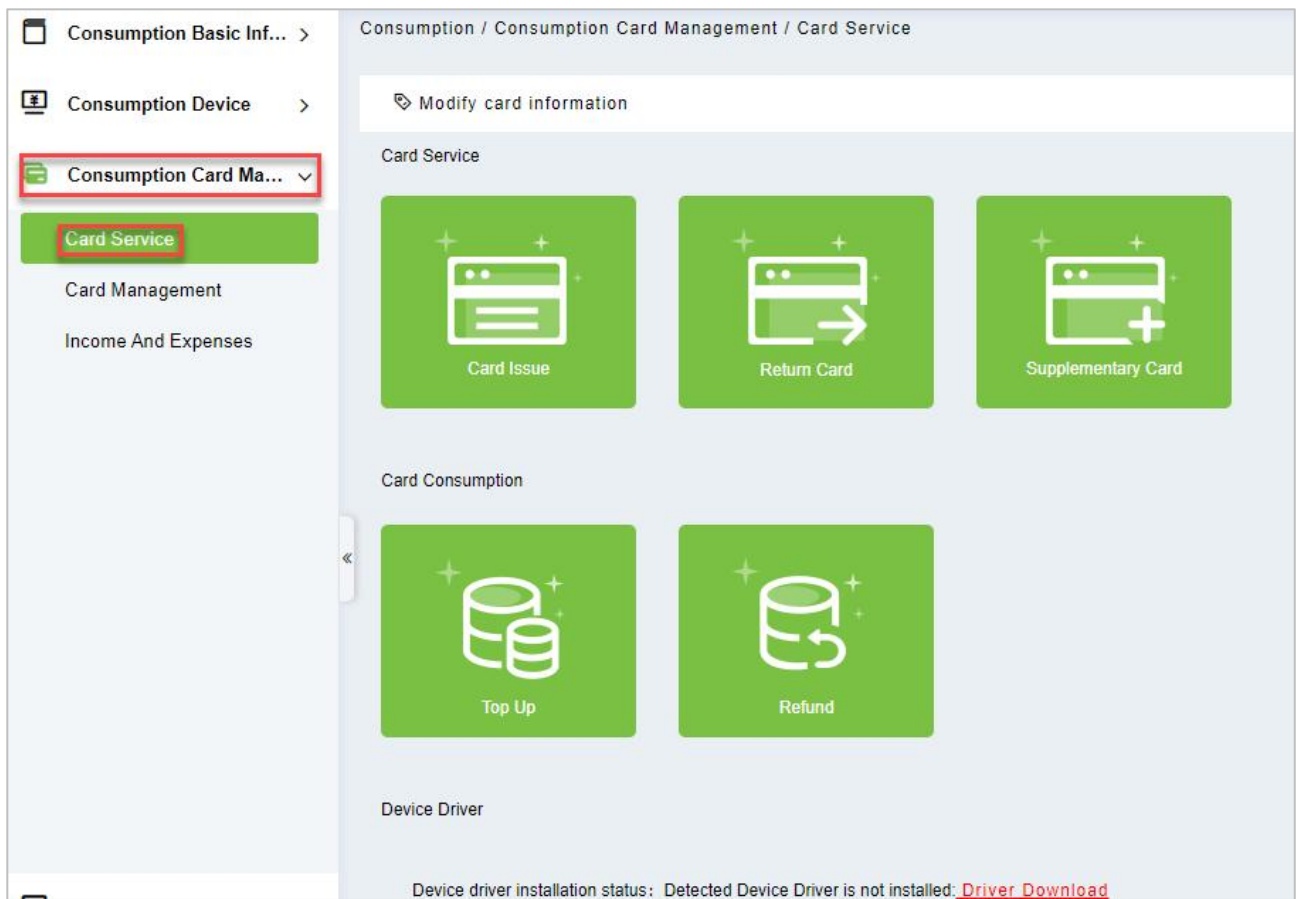 Consumption Basic Inf...
Consumption Device
Consumption Card Ma...
Card Service
Card Management
Income And Expenses
Consumption / Consumption Card Management / Card Service
Modify card information
Card Service
Card Issue
Return Card
Supplementary Card
Card Consumption
Top Up
Refund
Device Driver
Device driver installation status: Detected Device Driver is not installed: Driver Download